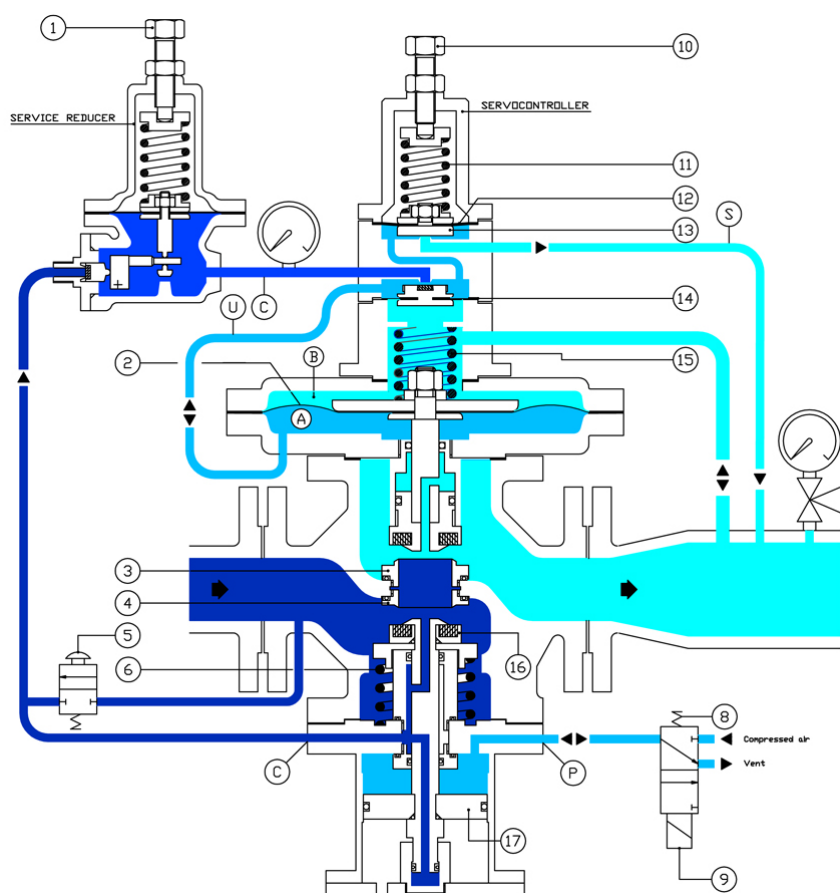 1
10
SERVICE REDUCER
SERVOCONTROLLER
11
12
13
S
U
C
14
2
B
15
A
3
4
5
6
16
8
Compressed air
Vent
C
P
17
9